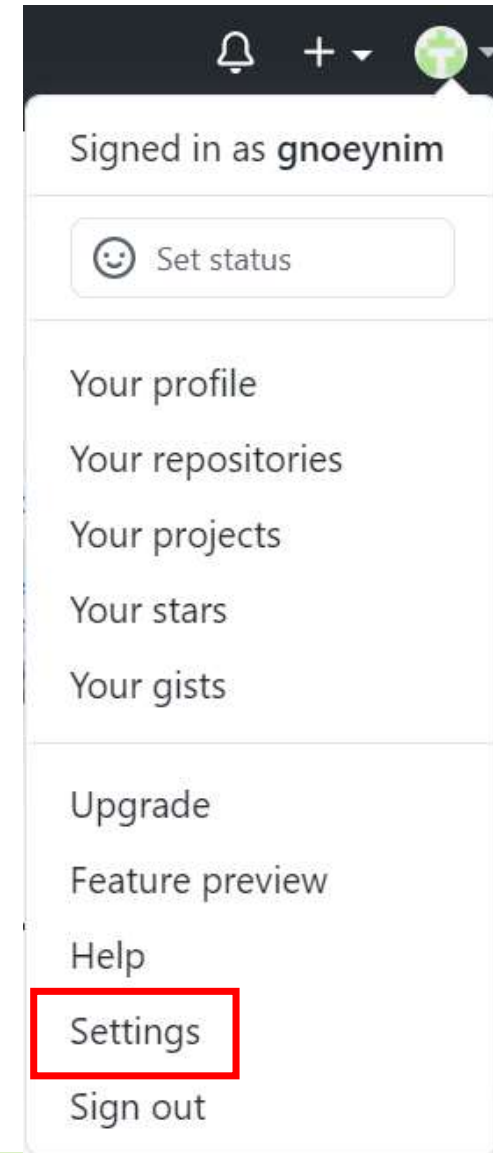 Signed in as gnoeynim
Set status
Your profile
Your repositories
Your projects
Your stars
Your gists
Upgrade
Feature preview
Help
Settings
Sign out